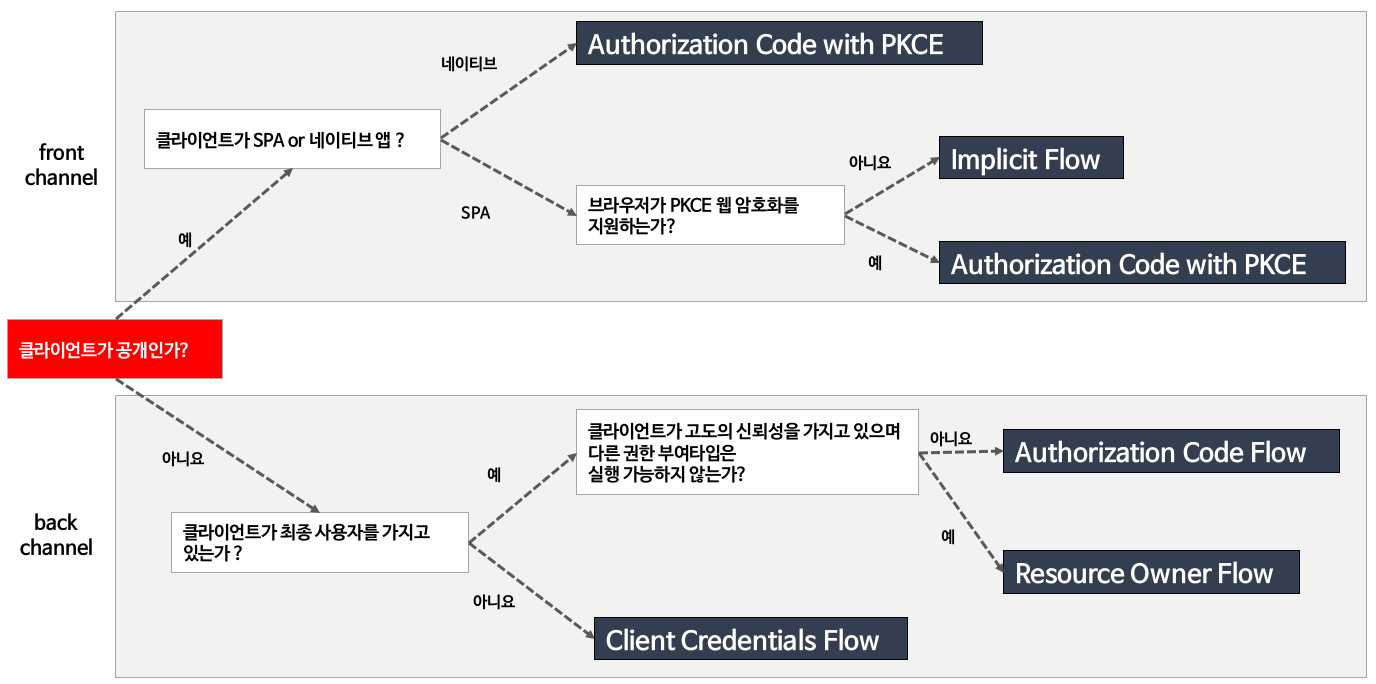 Authorization Code with PKCE
네이티브
클라이언트가 SPA or 네이티브 앱 ?
front
channel
Implicit Flow
아니요
브라우저가 PKCE 웹 암호화를
지원하는가?
SPA
예
예
Authorization Code with PKCE
클라이언트가 공개인가?
클라이언트가 고도의 신뢰성을 가지고 있으며
다른 권한 부여타입은
실행 가능하지 않는가?
아니요
Authorization Code Flow
아니요
예
back
channel
클라이언트가 최종 사용자를 가지고
있는가 ?
예
Resource Owner Flow
아니요
Client Credentials Flow